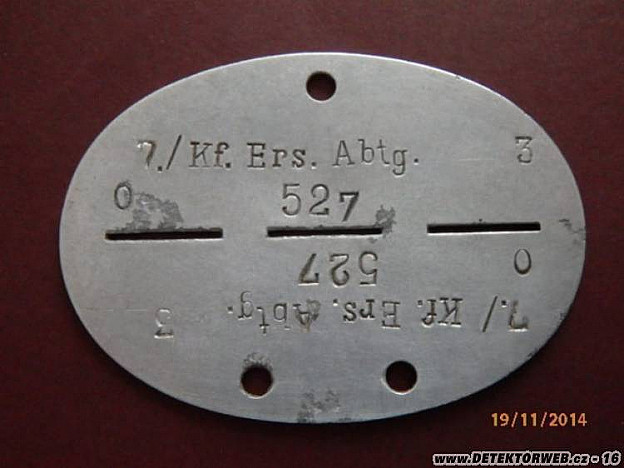 7./Kf. Ers. Abtg. 3
0 527
527 0
7./Kf. Ers. Abtg. 3
19/11/2014
www.DETEKTORWEB.cz - 16